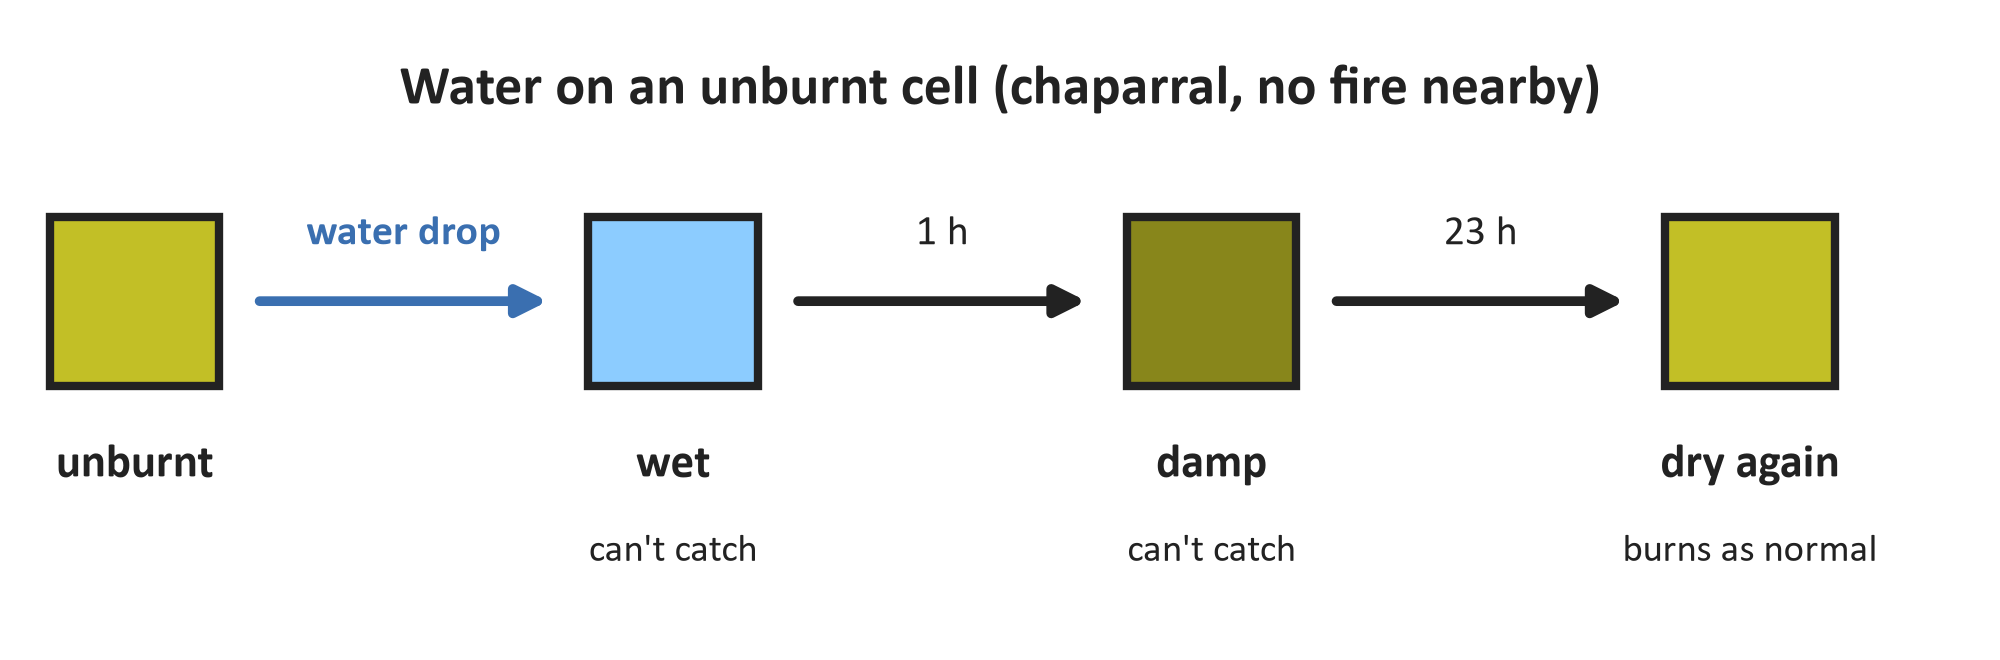 Water on an unburnt cell (chaparral, no fire nearby)
water drop
1 h
23 h
unburnt
wet
damp
dry again
can't catch
can't catch
burns as normal